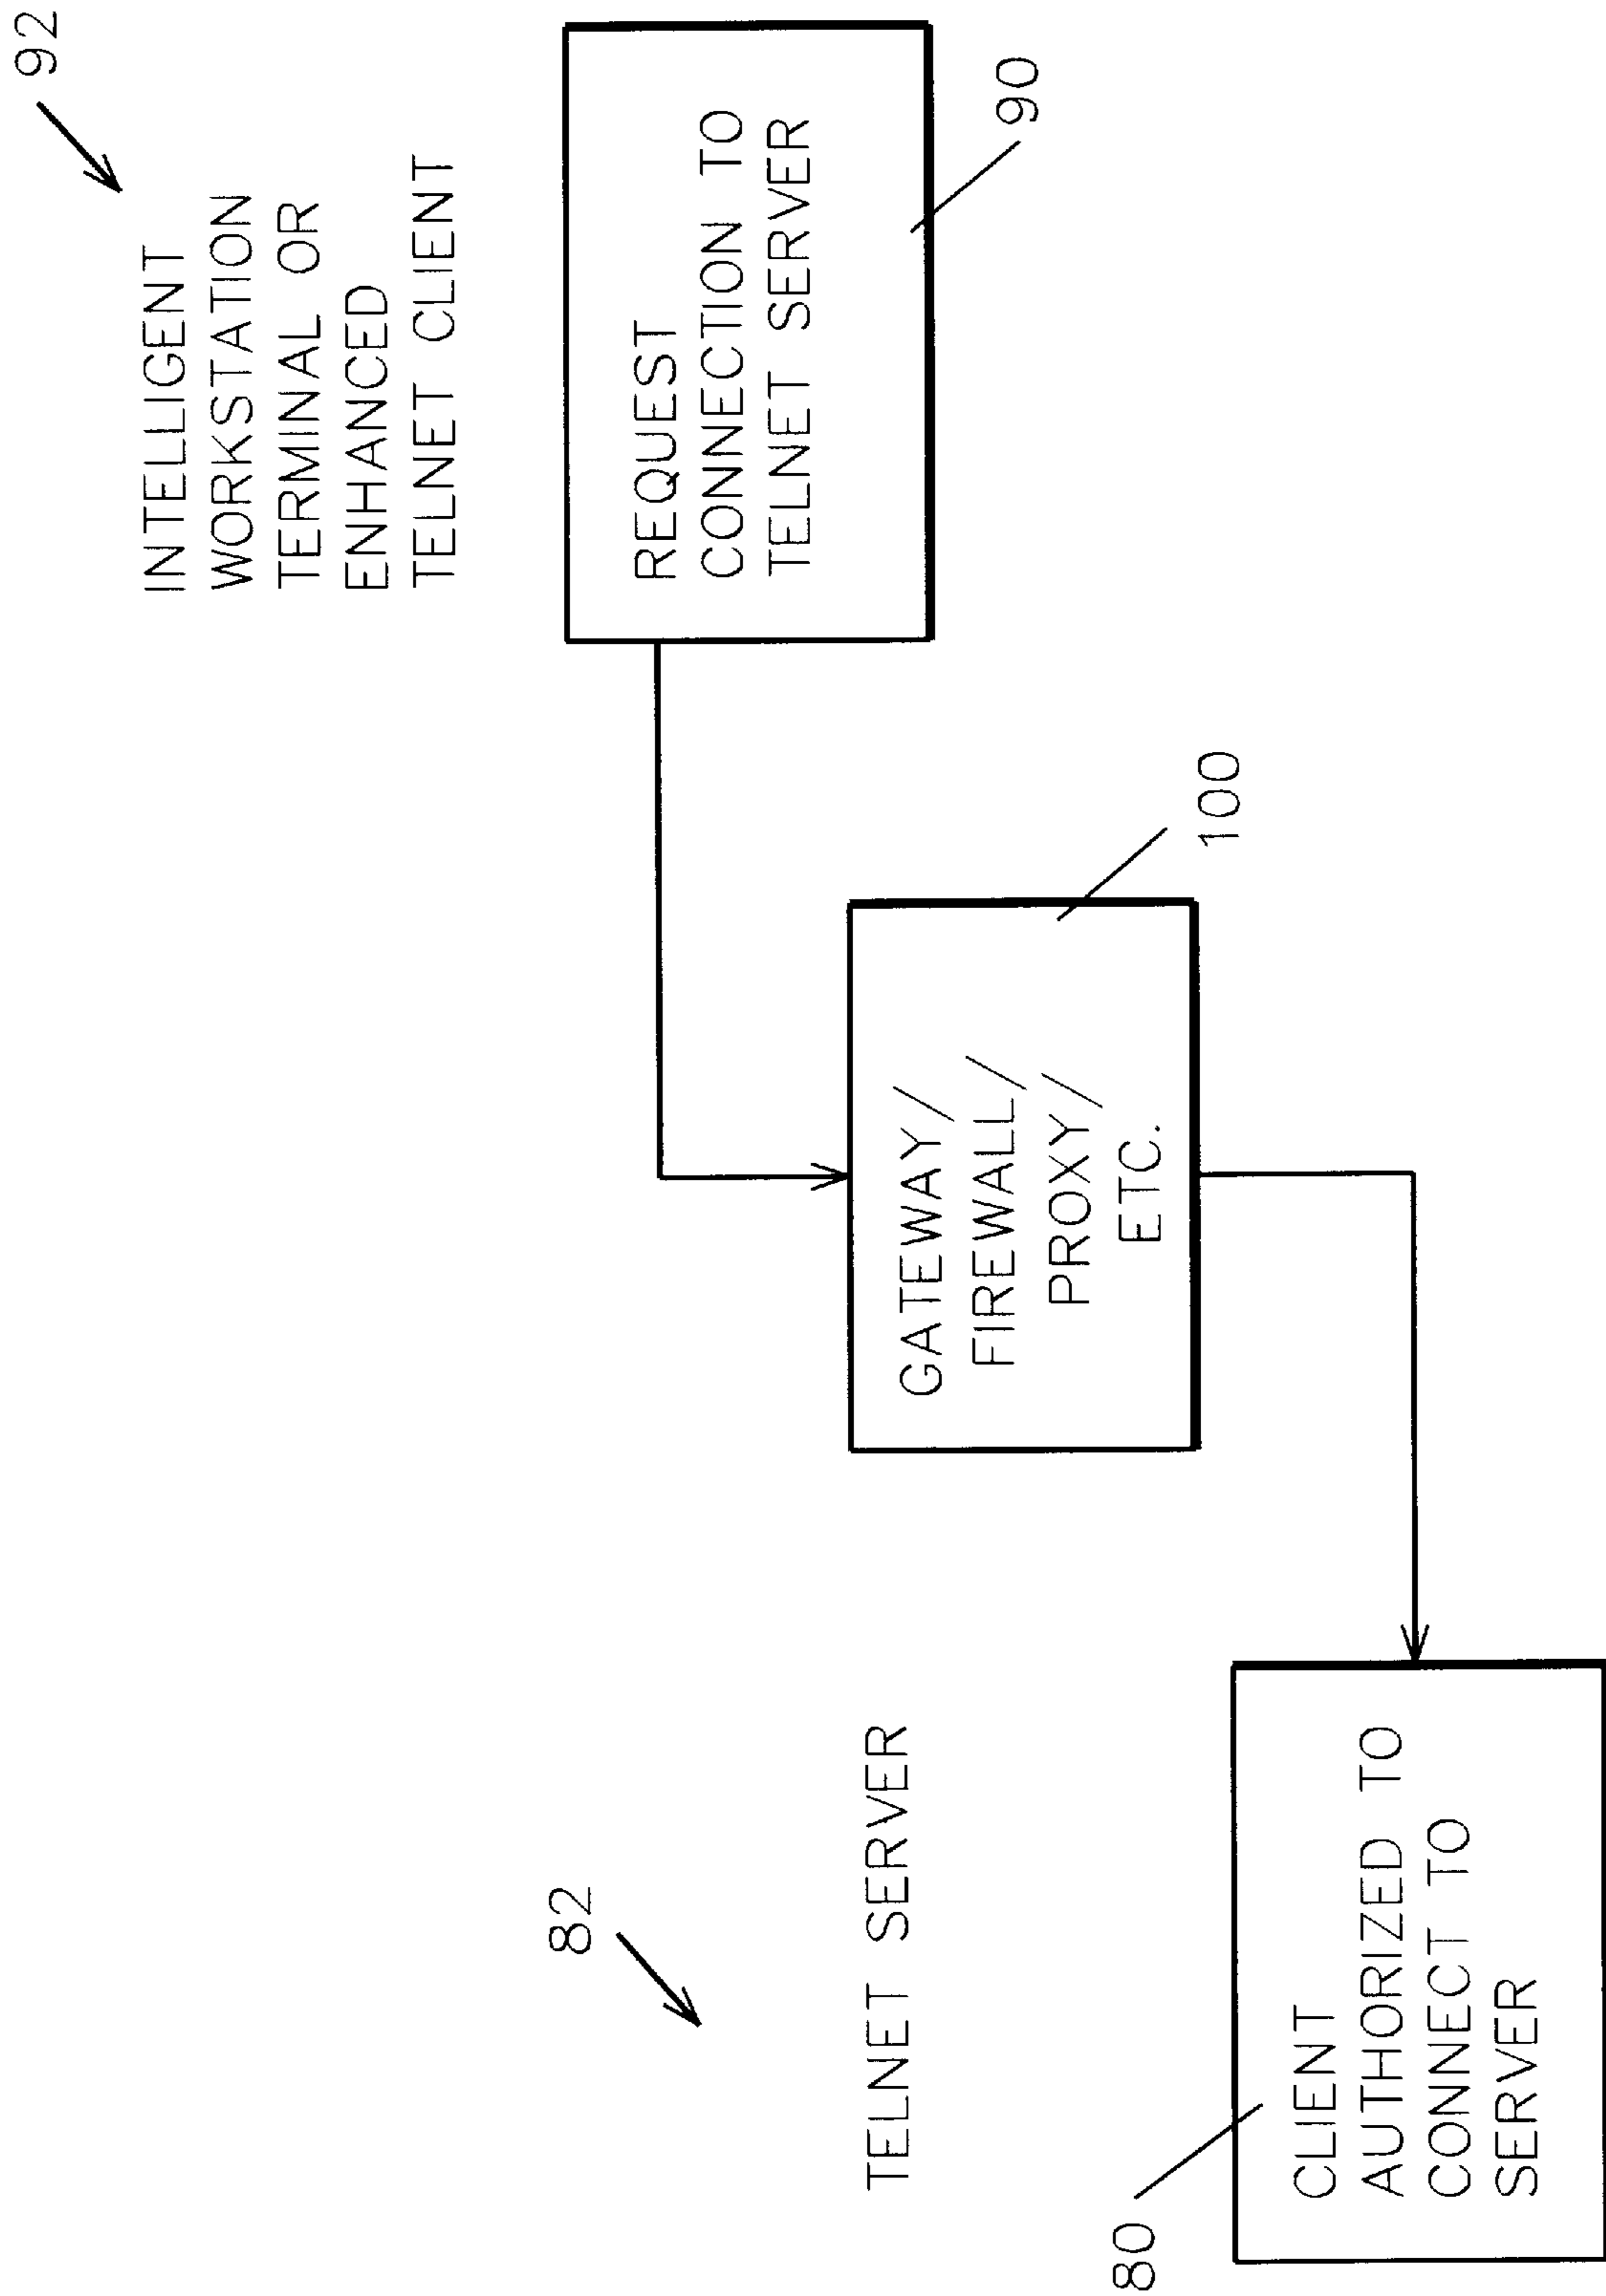 92
INTELLIGENT
WORKSTATION
TERMINAL OR
ENHANCED
TELNET CLIENT
REQUEST
CONNECTION TO
TELNET SERVER
90
GATEWAY/
FIREWALL/
PROXY/
ETC.
100
82
TELNET SERVER
CLIENT
AUTHORIZED TO
CONNECT TO
SERVER
80